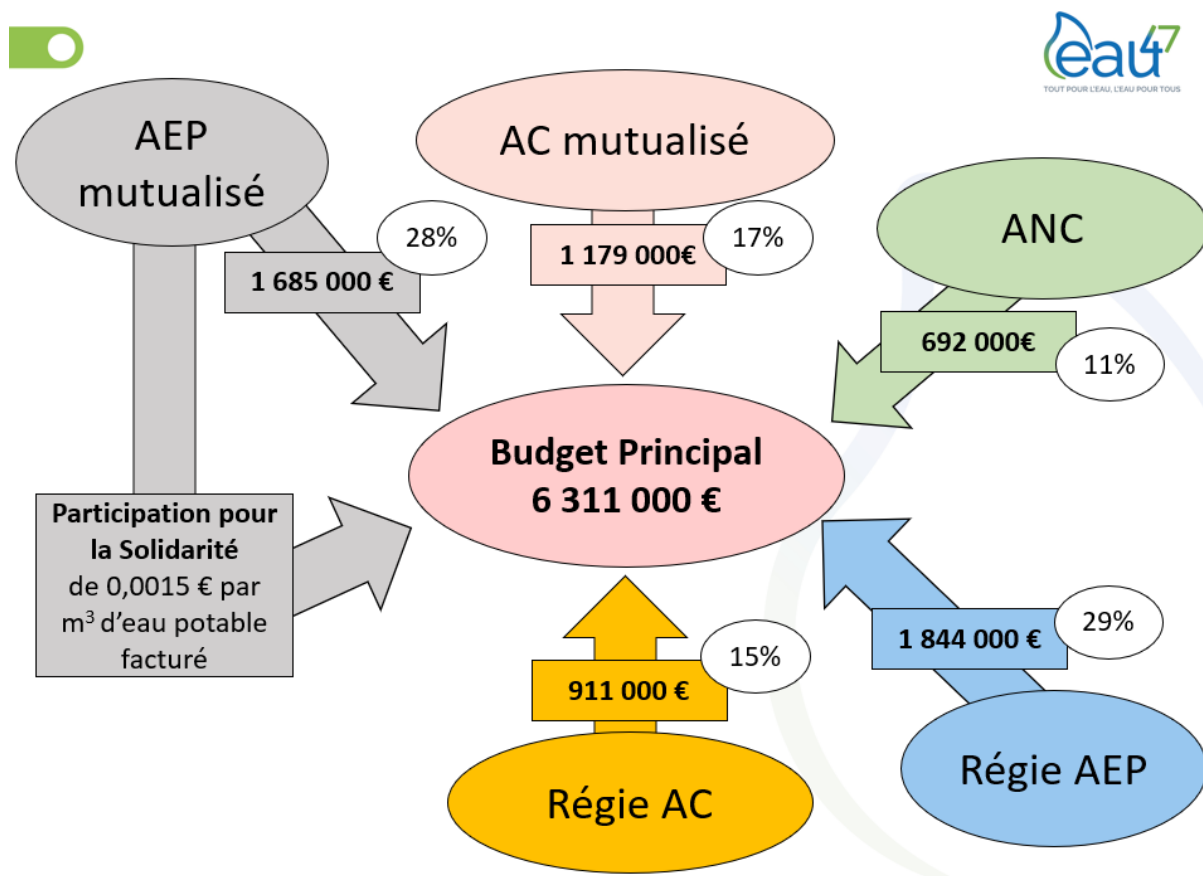 eau47
TOUT POUR L'EAU, L'EAU POUR TOUS
AEP
mutualisé
AC mutualisé
ANC
28%
1 685 000 €
17%
1 179 000€
692 000€
11%
Budget Principal
6 311 000 €
Participation pour
la Solidarité
de 0,0015 € par
m³ d'eau potable
facturé
15%
911 000 €
29%
1 844 000 €
Régie AC
Régie AEP